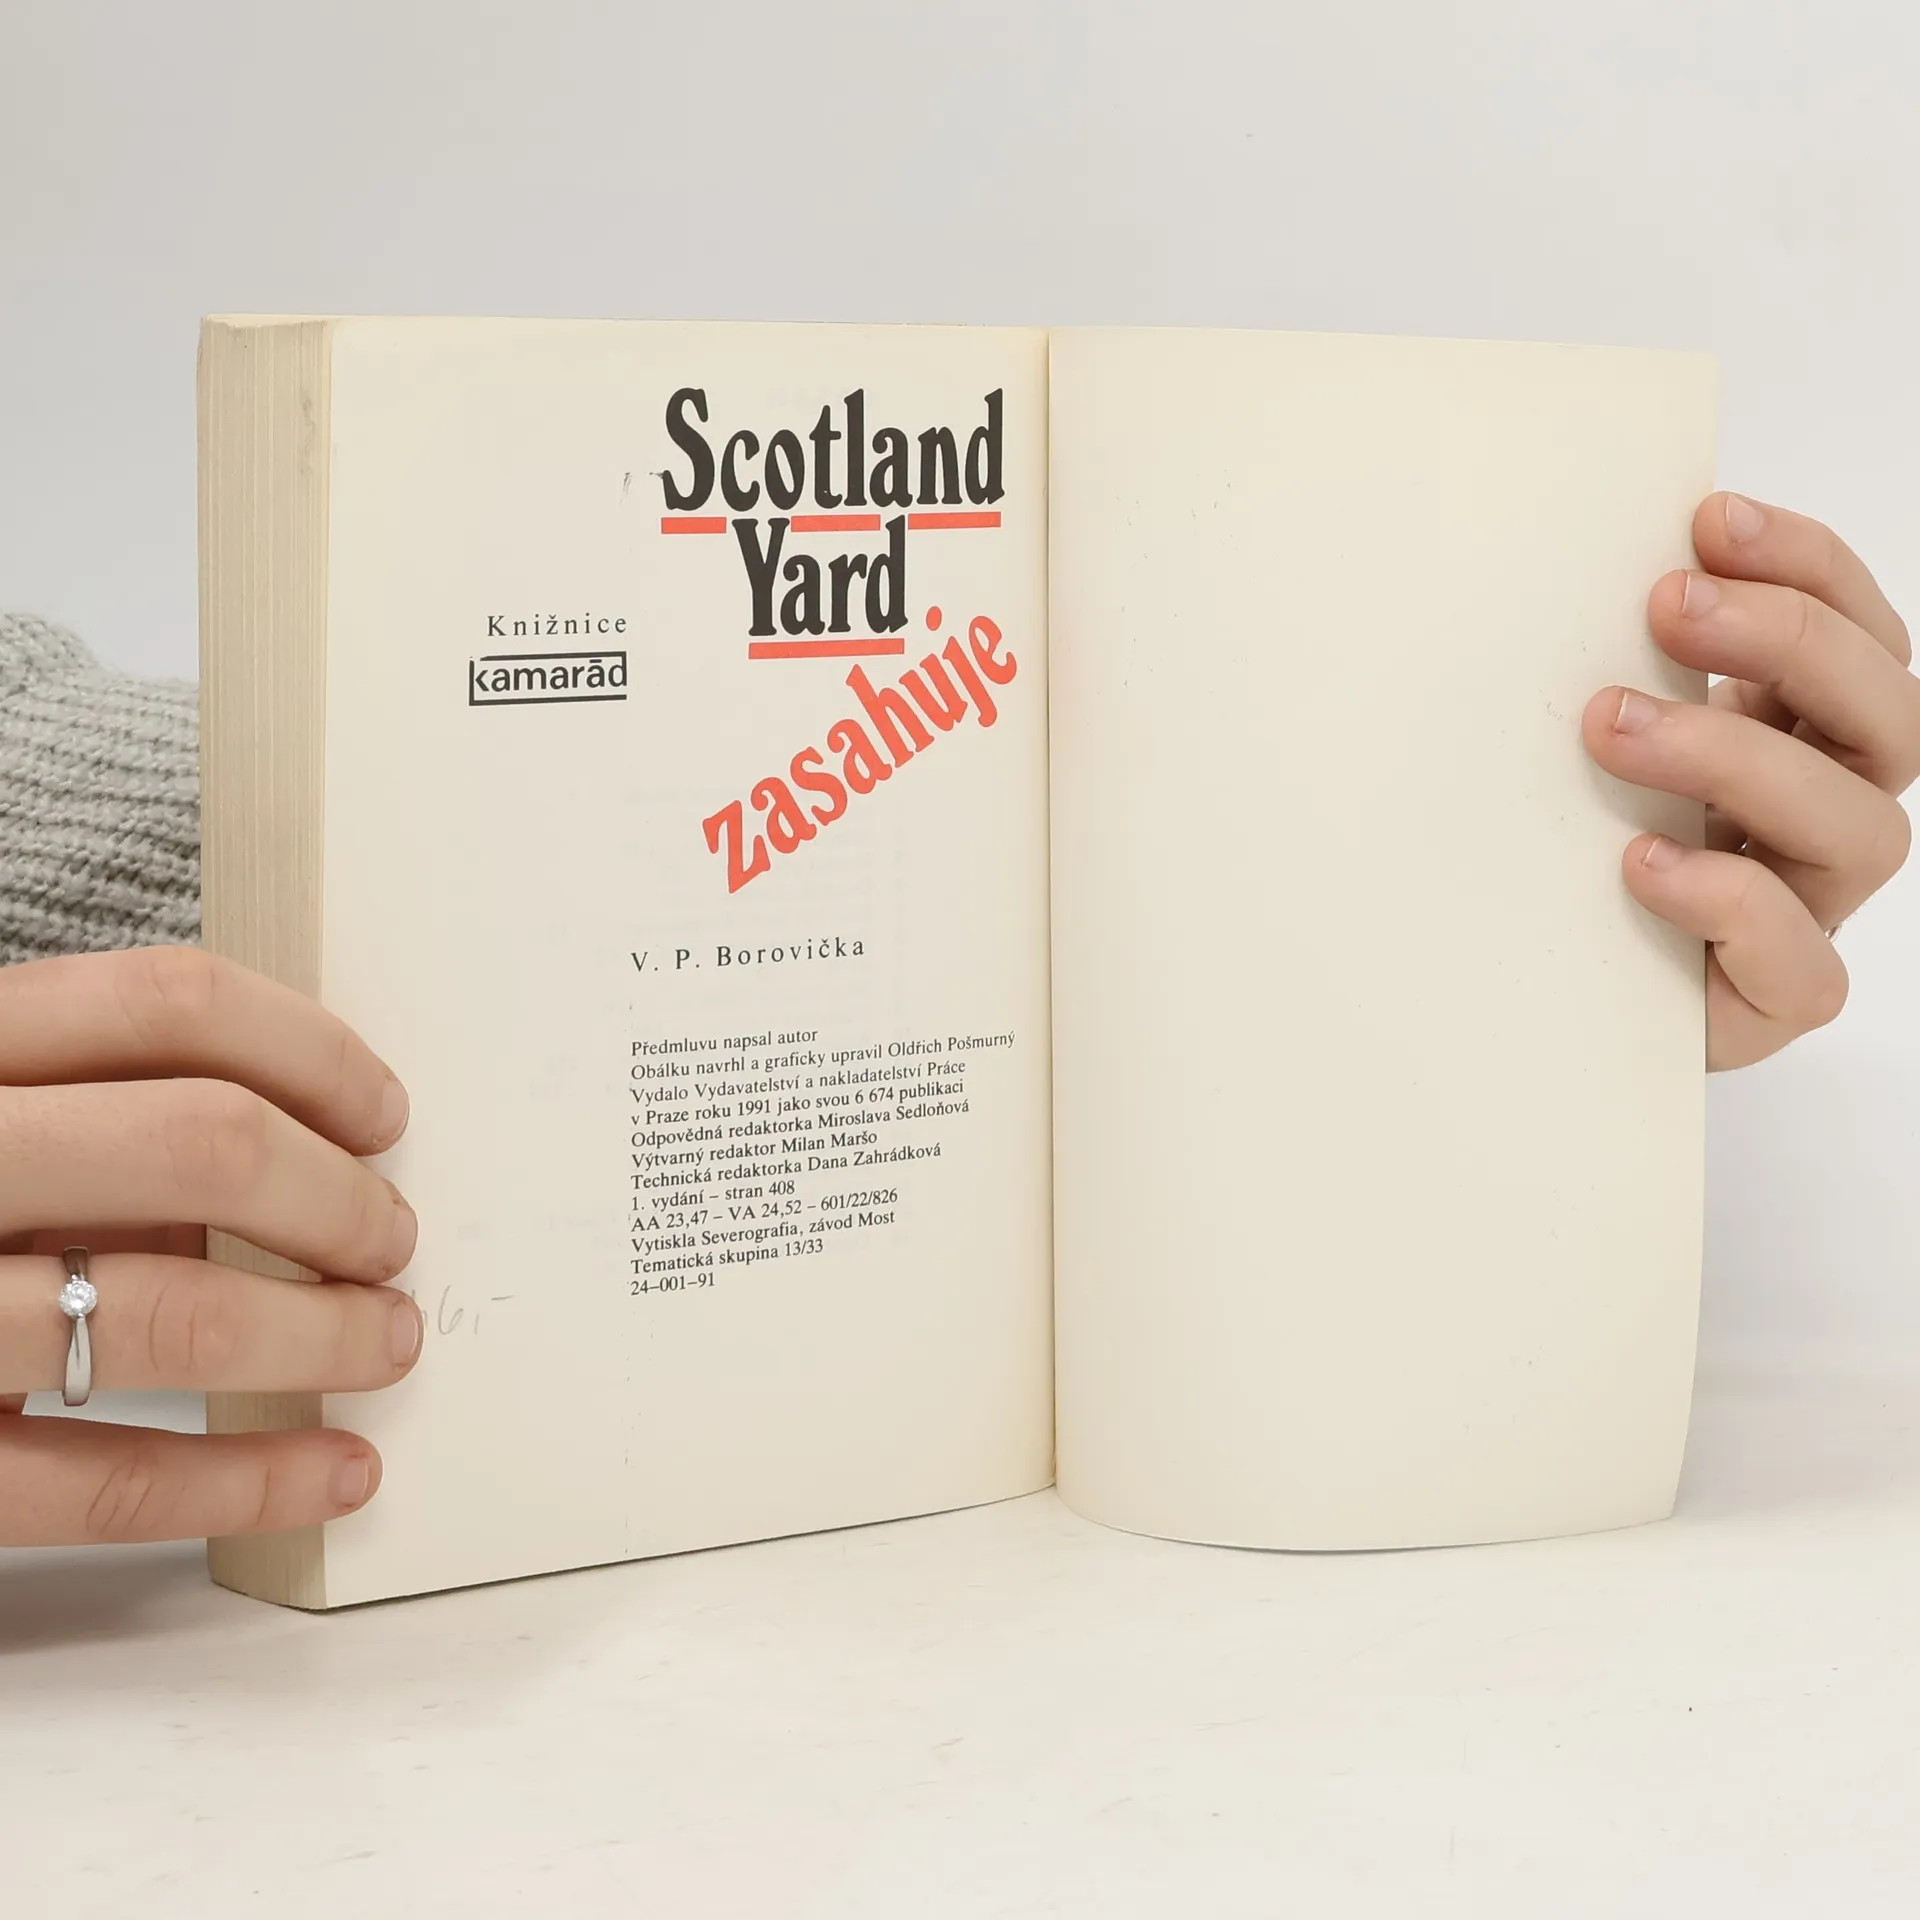 Scotland
Yard
zasahuje
Knižnice
kamarád
V. P. Borovička
Předmluvu napsal autor
Obálku navrhl a graficky upravil Oldřich Pošmurný
Vydalo Vydavatelství a nakladatelství Práce
v Praze roku 1991 jako svou 6 674 publikaci
Odpovědná redaktorka Miroslava Sedloňová
Výtvarný redaktor Milan Maršo
Technická redaktorka Dana Zahrádková
1. vydání – stran 408
AA 23,47 – VA 24,52 – 601/22/826
Vytiskla Severografia, závod Most
Tematická skupina 13/33
24–001–91